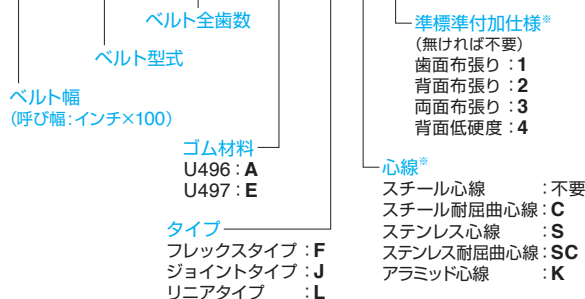 ベルト全歯数
ベルト型式
ベルト幅
(呼び幅:インチ×100)
ゴム材料
U496：A
U497：E
タイプ
フレックスタイプ：F
ジョイントタイプ：J
リニアタイプ：L
準標準付加仕様※
(無ければ不要)
歯面布張り：1
背面布張り：2
両面布張り：3
背面低硬度：4
心線※
スチール心線：不要
スチール耐屈曲心線：C
ステンレス心線：S
ステンレス耐屈曲心線：SC
アラミッド心線：K